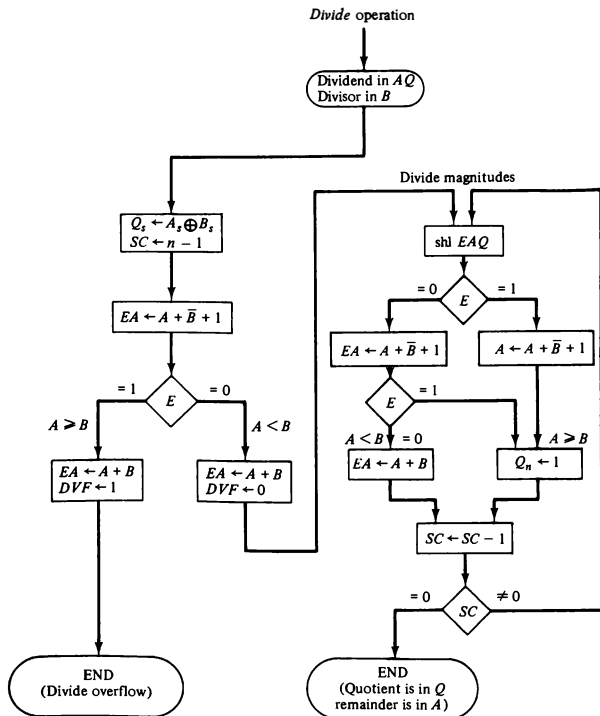 Divide operation
Dividend in AQ
Divisor in B
Divide magnitudes
Qₛ ← Aₛ ⊕ Bₛ
SC ← n − 1
shl EAQ
= 0
= 1
E
EA ← A + B̅ + 1
EA ← A + B̅ + 1
A ← A + B̅ + 1
= 1
E
= 0
E
= 1
A ⩾ B
A < B
A < B
= 0
A ⩾ B
EA ← A + B
DVF ← 1
EA ← A + B
DVF ← 0
EA ← A + B
Qₙ ← 1
SC ← SC − 1
= 0
SC
≠ 0
END
(Divide overflow)
END
(Quotient is in Q
remainder is in A)